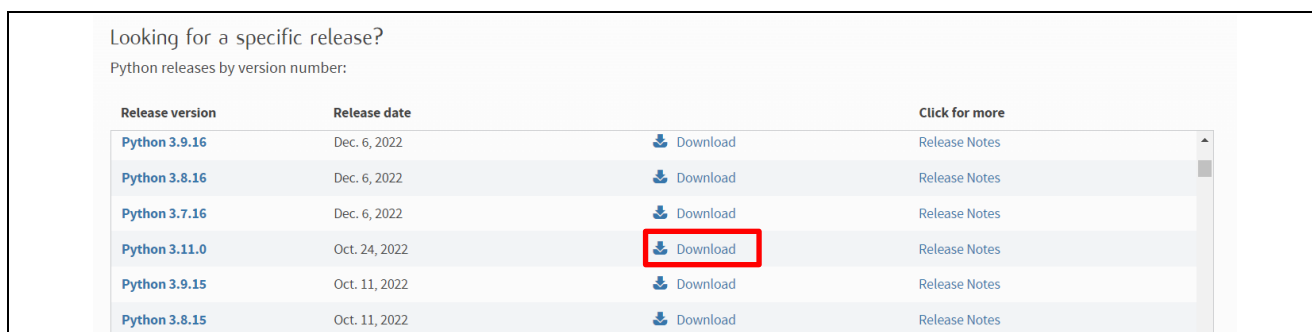 Looking for a specific release?
Python releases by version number:
Release version Release date Click for more
Python 3.9.16 Dec. 6, 2022 Download Release Notes
Python 3.8.16 Dec. 6, 2022 Download Release Notes
Python 3.7.16 Dec. 6, 2022 Download Release Notes
Python 3.11.0 Oct. 24, 2022 Download Release Notes
Python 3.9.15 Oct. 11, 2022 Download Release Notes
Python 3.8.15 Oct. 11, 2022 Download Release Notes